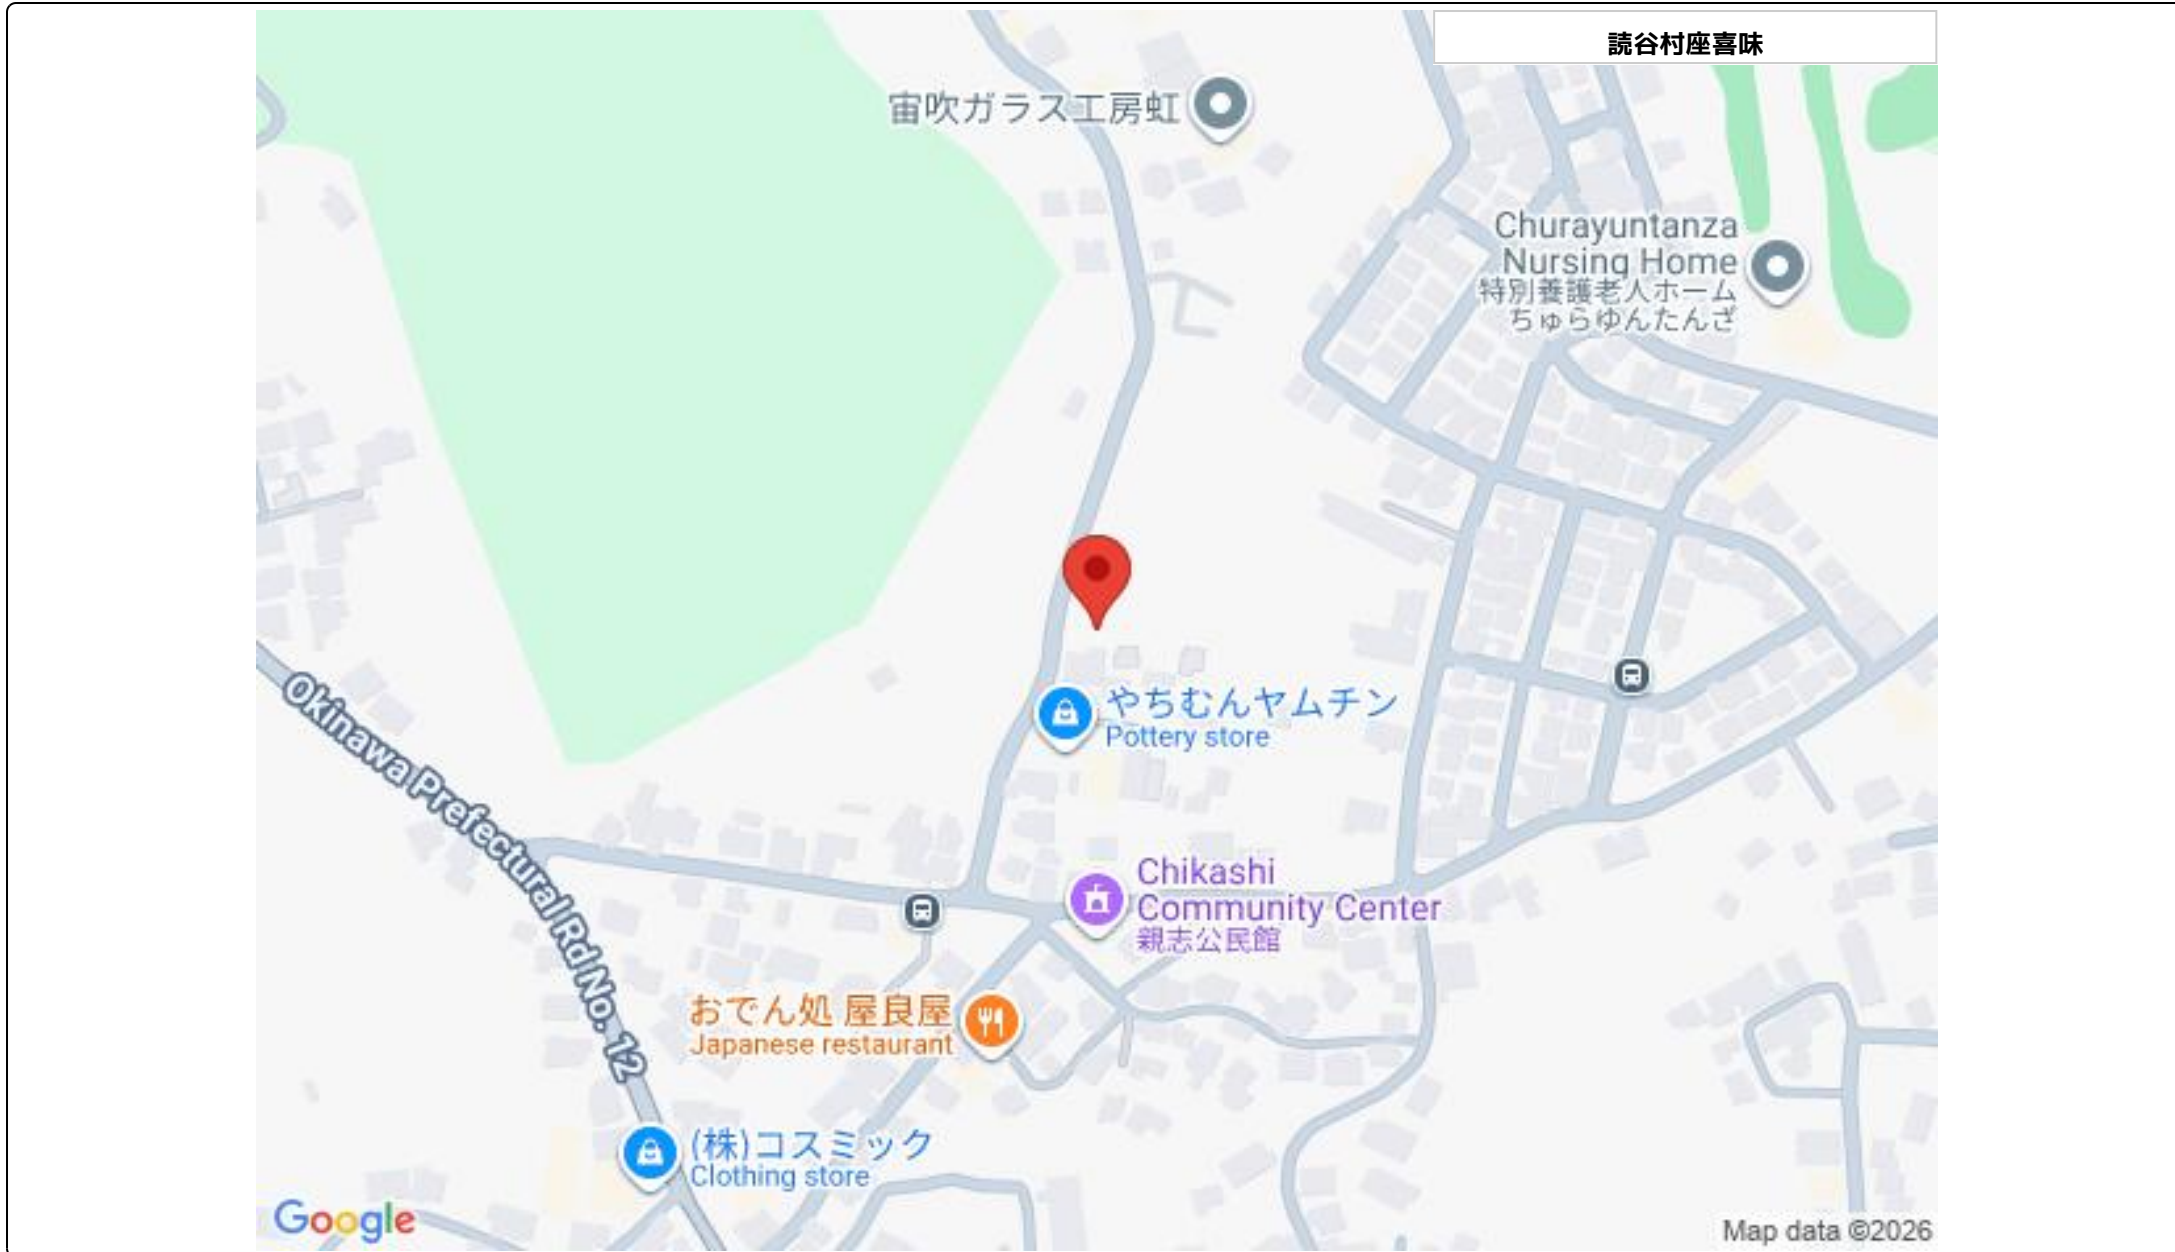 読谷村座喜味
宙吹ガラス工房虹
Churayuntanza
Nursing Home
特別養護老人ホーム
ちゅらゆんたんざ
Okinawa Prefectural Rd No. 12
やちむんヤムチン
Pottery store
Chikashi
Community Center
親志公民館
おでん処 屋良屋
Japanese restaurant
(株)コスミック
Clothing store
Google
Map data ©2026